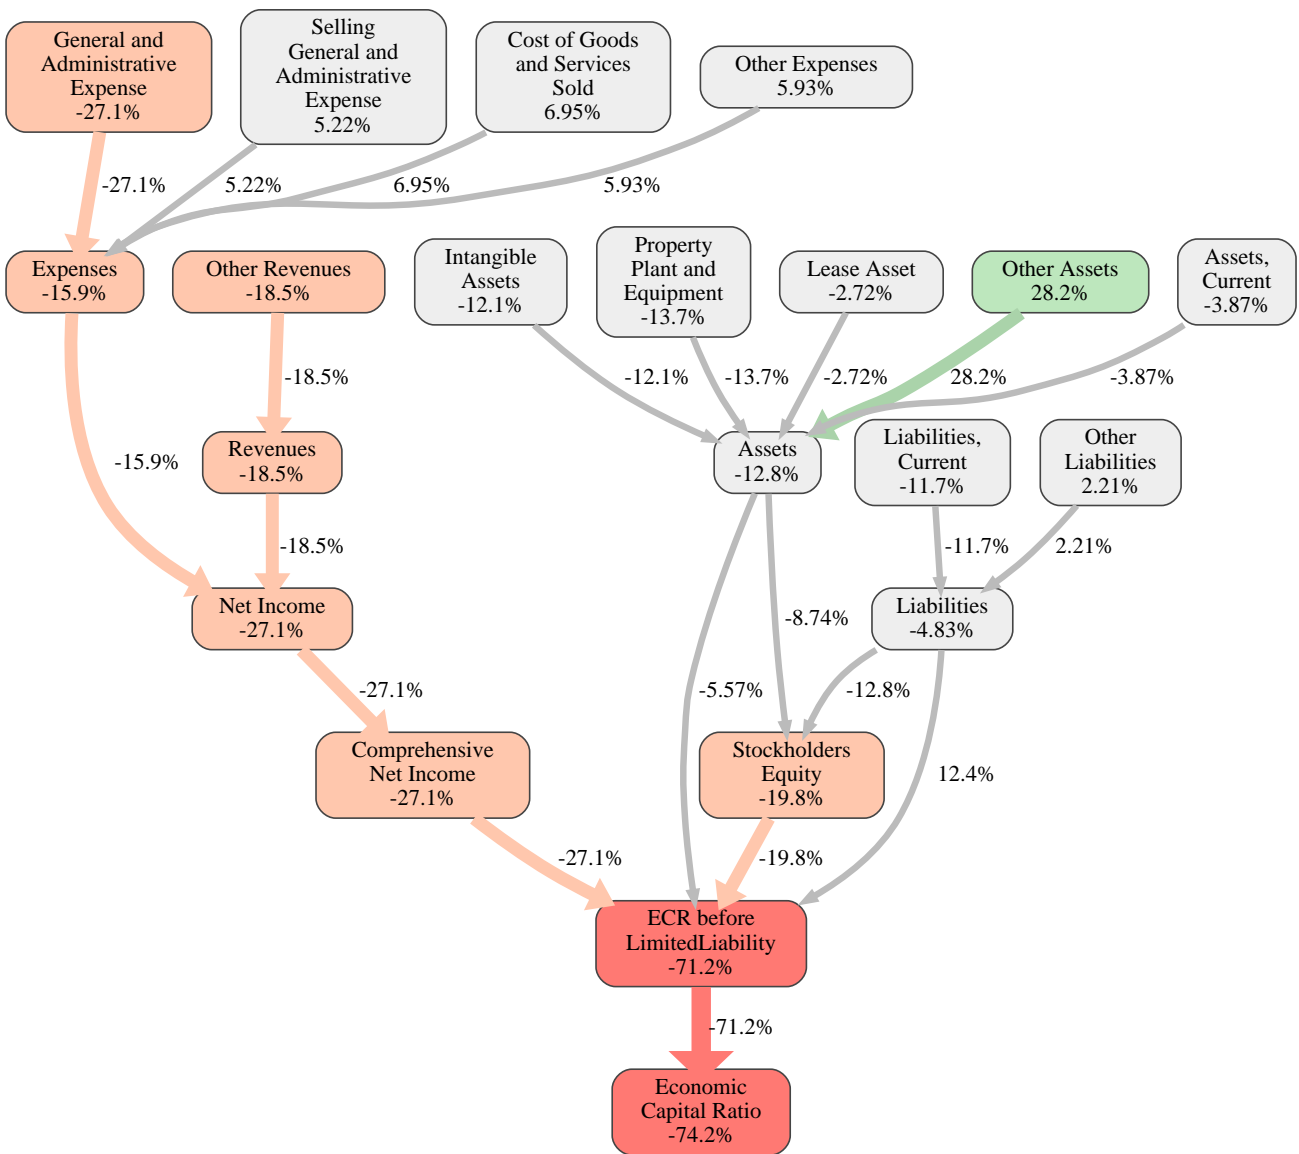 General and
Administrative
Expense
-27.1%
Selling
General and
Administrative
Expense
5.22%
Cost of Goods
and Services
Sold
6.95%
Other Expenses
5.93%
-27.1%
5.22%
6.95%
5.93%
Expenses
-15.9%
Other Revenues
-18.5%
Intangible
Assets
-12.1%
Property
Plant and
Equipment
-13.7%
Lease Asset
-2.72%
Other Assets
28.2%
Assets,
Current
-3.87%
-18.5%
-12.1%
-13.7%
-2.72%
28.2%
-3.87%
-15.9%
Revenues
-18.5%
Assets
-12.8%
Liabilities,
Current
-11.7%
Other
Liabilities
2.21%
-18.5%
-11.7%
2.21%
Net Income
-27.1%
-8.74%
Liabilities
-4.83%
-27.1%
-5.57%
-12.8%
Comprehensive
Net Income
-27.1%
Stockholders
Equity
-19.8%
12.4%
-27.1%
-19.8%
ECR before
LimitedLiability
-71.2%
-71.2%
Economic
Capital Ratio
-74.2%